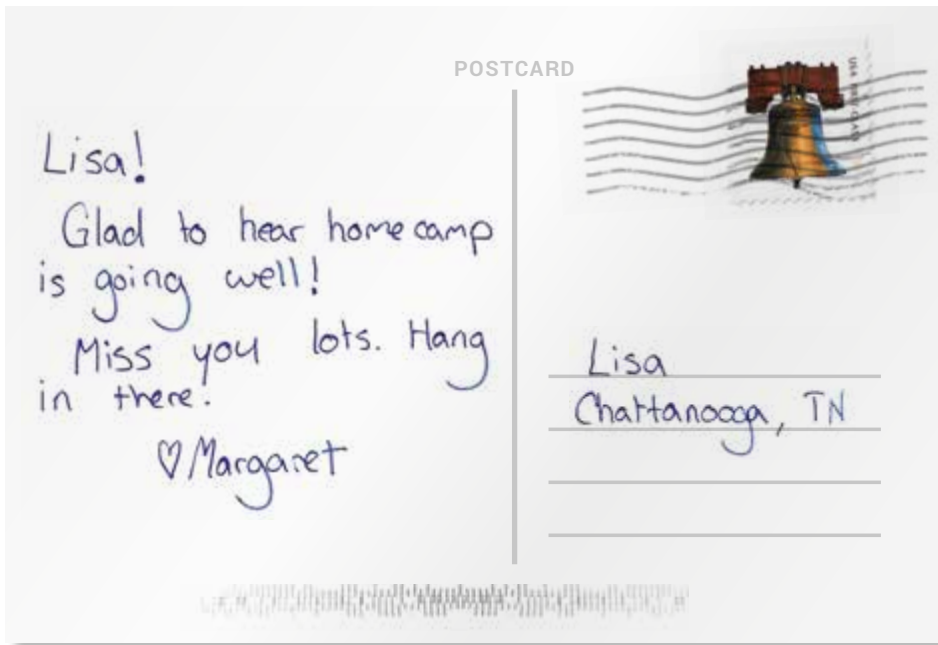 POSTCARD
Lisa!
Glad to hear home camp
is going well!
Miss you lots. Hang
in there!
♡ Margaret
Lisa
Chattanooga, TN